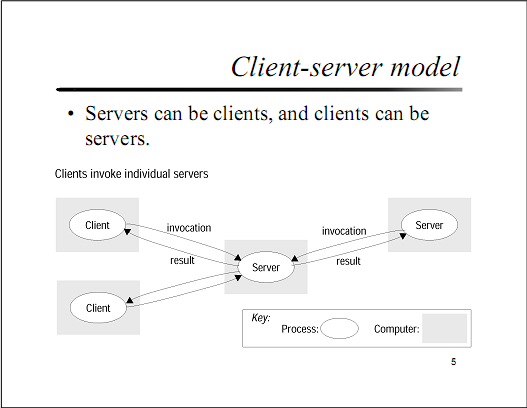 Client-server model
• Servers can be clients, and clients can be
servers.
Clients invoke individual servers
Client
invocation
result
Server
invocation
result
Server
Client
Key:
Process:
Computer:
5